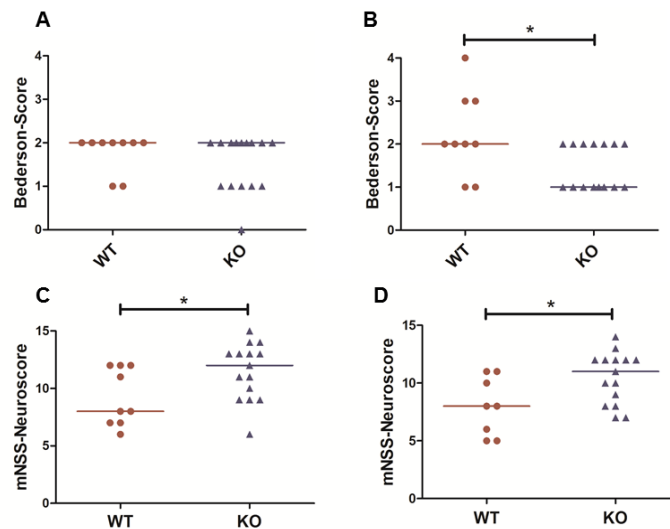 A
Bederson-Score
4
3
2
1
0
WT
KO
B
*
Bederson-Score
4
3
2
1
0
WT
KO
C
*
mNSS-Neuroscore
15
10
5
0
WT
KO
D
*
mNSS-Neuroscore
15
10
5
0
WT
KO